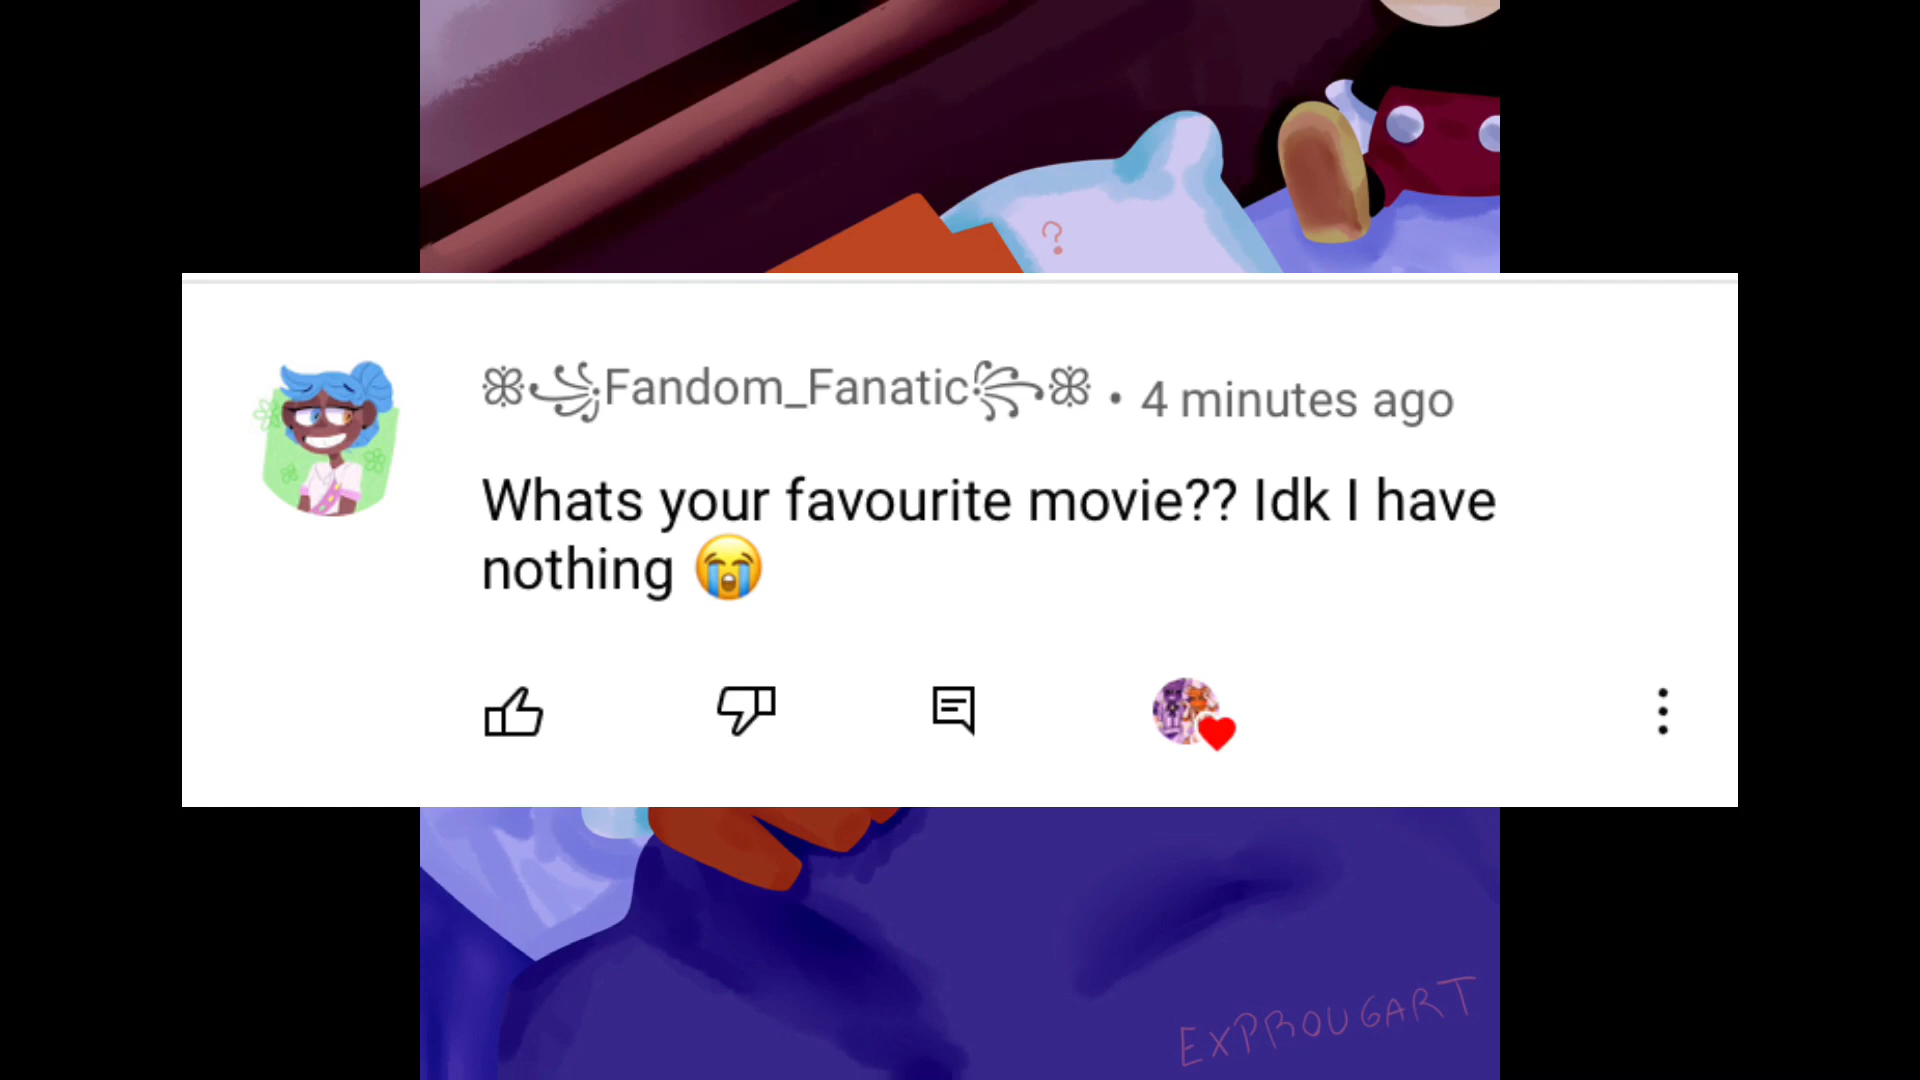 ?
ꕥ꧁Fandom_Fanatic꧂ꕥ • 4 minutes ago
Whats your favourite movie?? Idk I have
nothing 😭
EXPROUGART